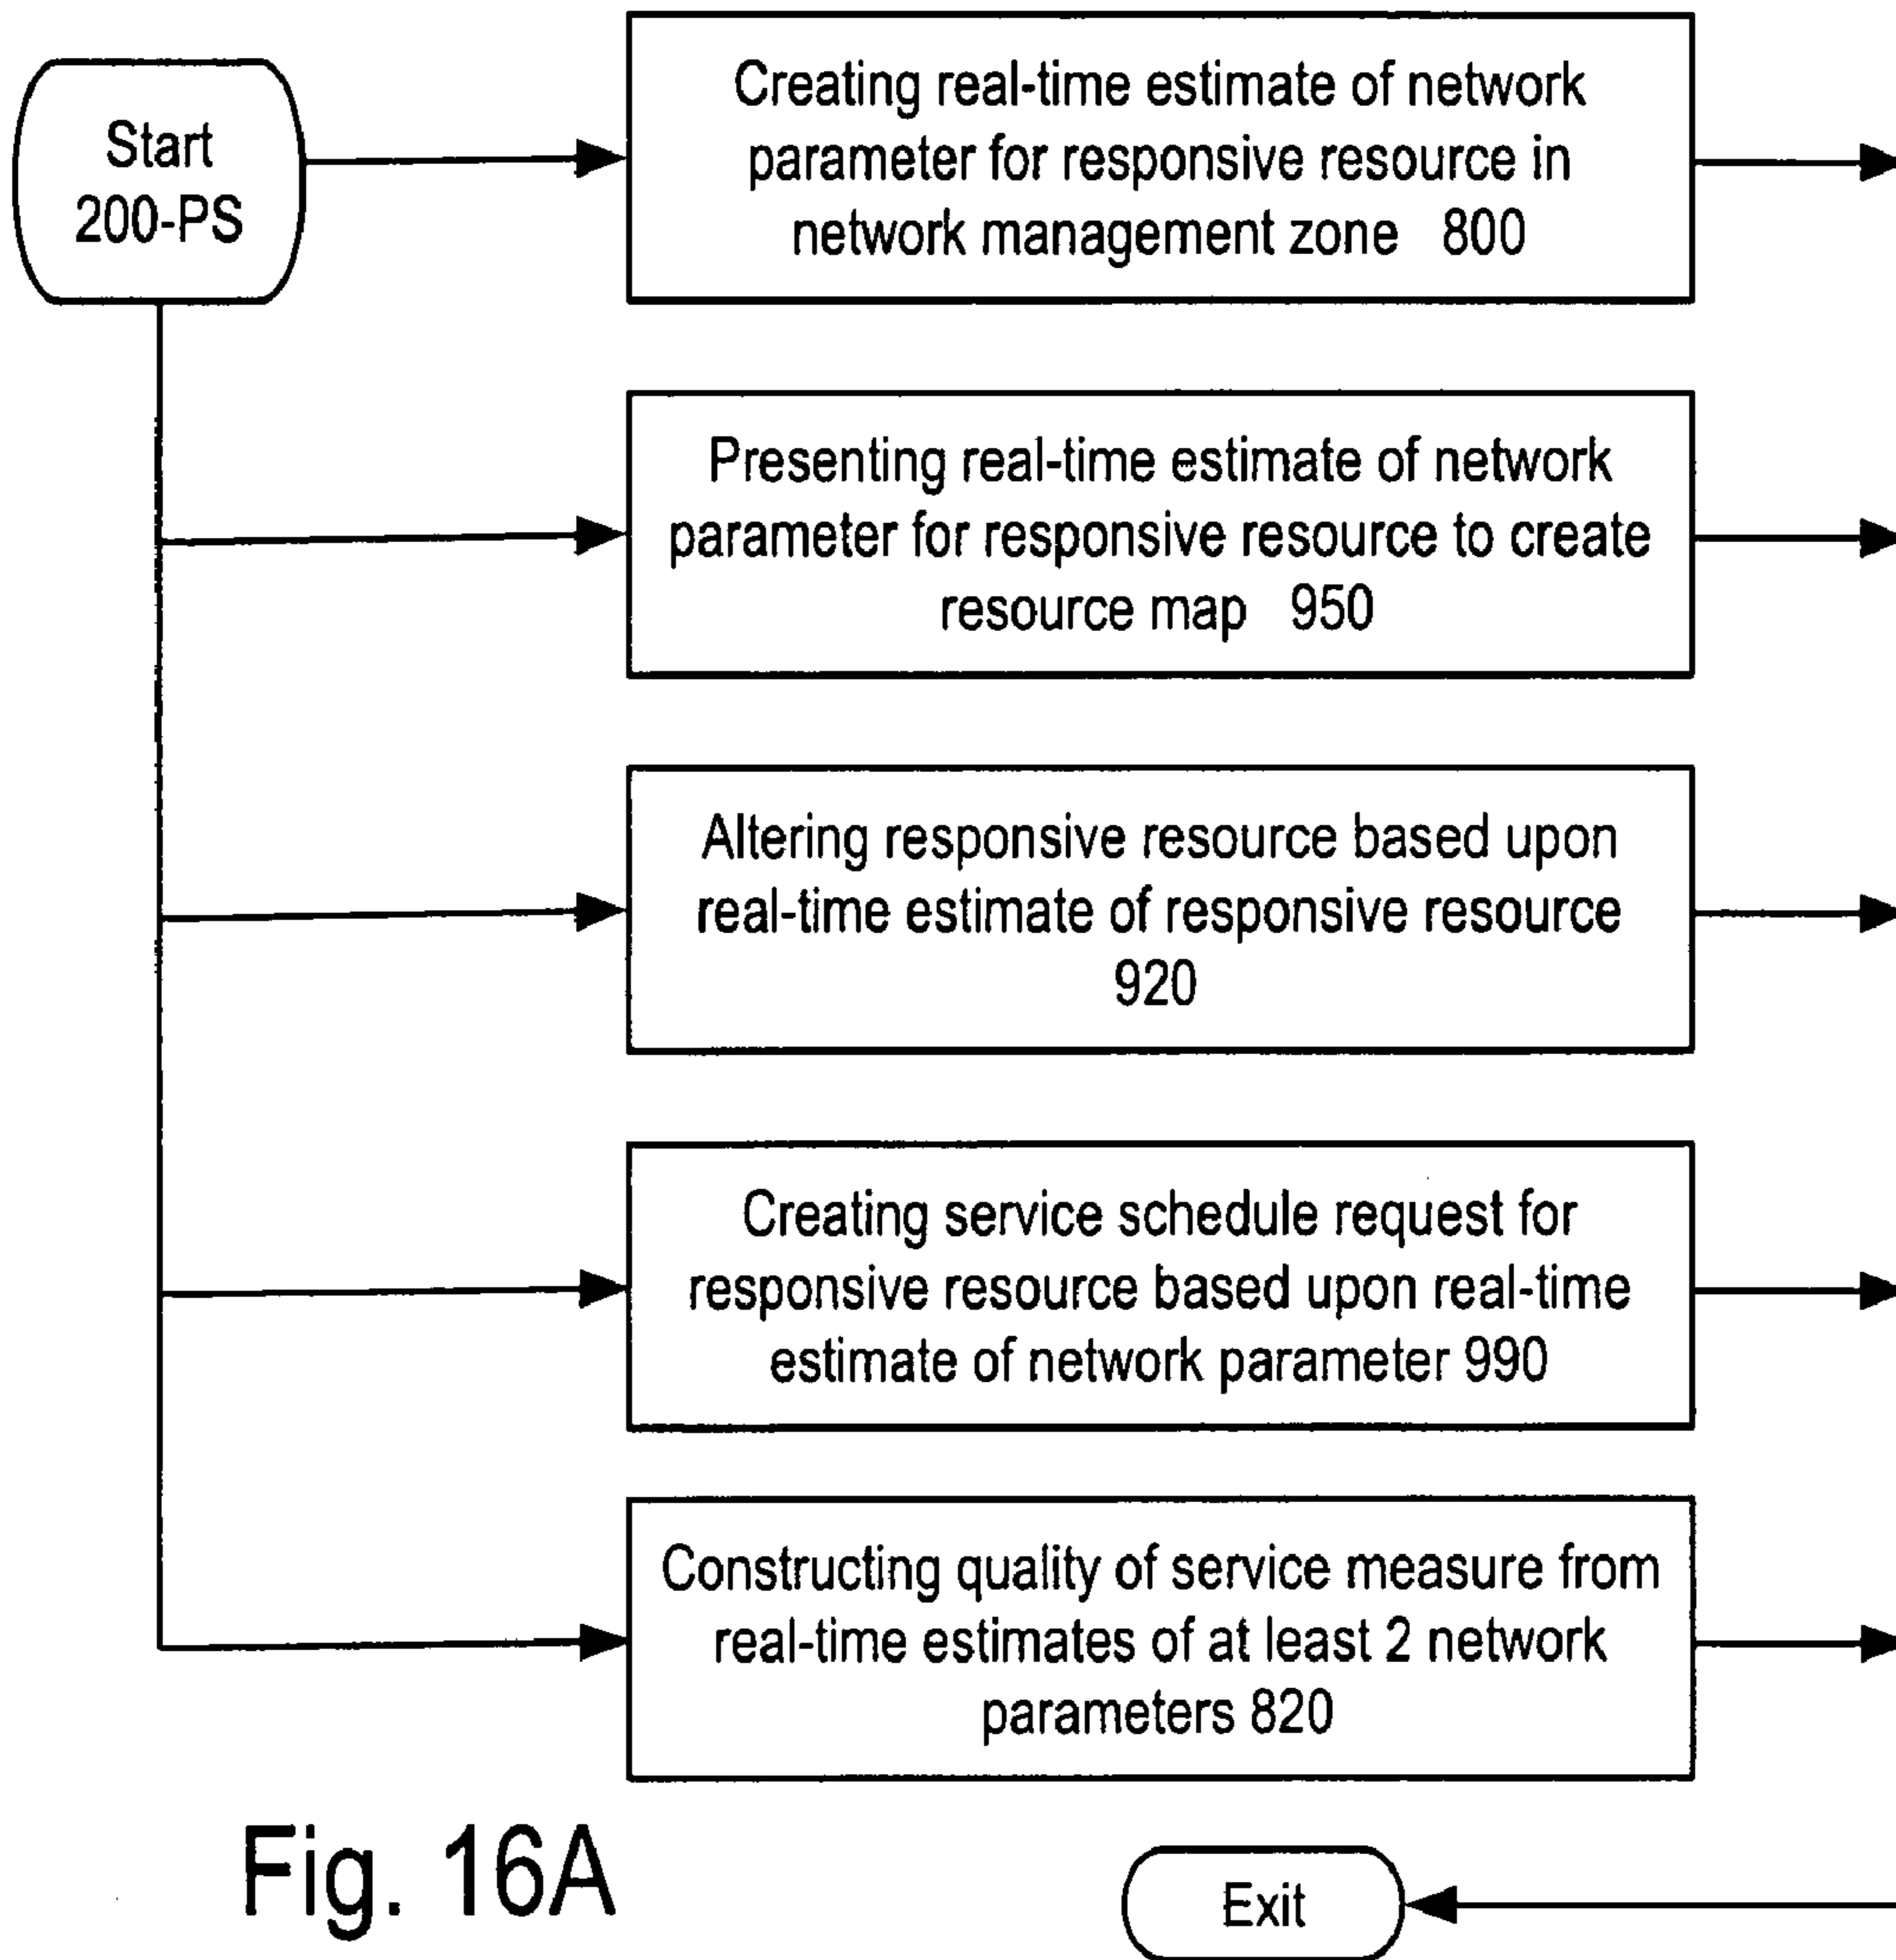 Start
200-PS
Creating real-time estimate of network
parameter for responsive resource in
network management zone 800
Presenting real-time estimate of network
parameter for responsive resource to create
resource map 950
Altering responsive resource based upon
real-time estimate of responsive resource
920
Creating service schedule request for
responsive resource based upon real-time
estimate of network parameter 990
Constructing quality of service measure from
real-time estimates of at least 2 network
parameters 820
Fig. 16A
Exit